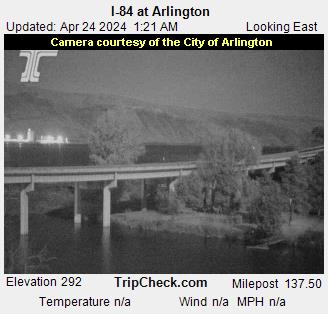 I-84 at Arlington
Updated: Apr 24 2024 1:21 AM Looking East
Camera courtesy of the City of Arlington
Elevation 292 TripCheck.com Milepost 137.50
Temperature n/a Wind n/a MPH n/a